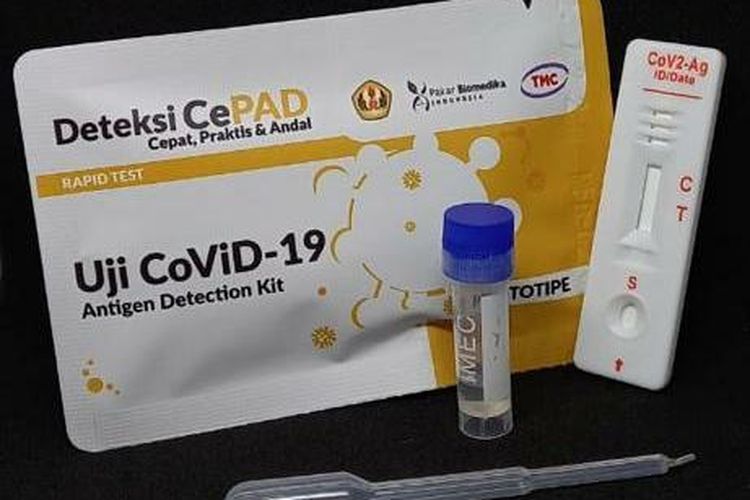 Deteksi CePAD
Cepat, Praktis & Andal
Pakar Biomedika
INDONESIA
TMC
RAPID TEST
Uji CoViD-19
Antigen Detection Kit
TOTIPE
MEC
CoV2-Ag
ID/Date
C
T
S